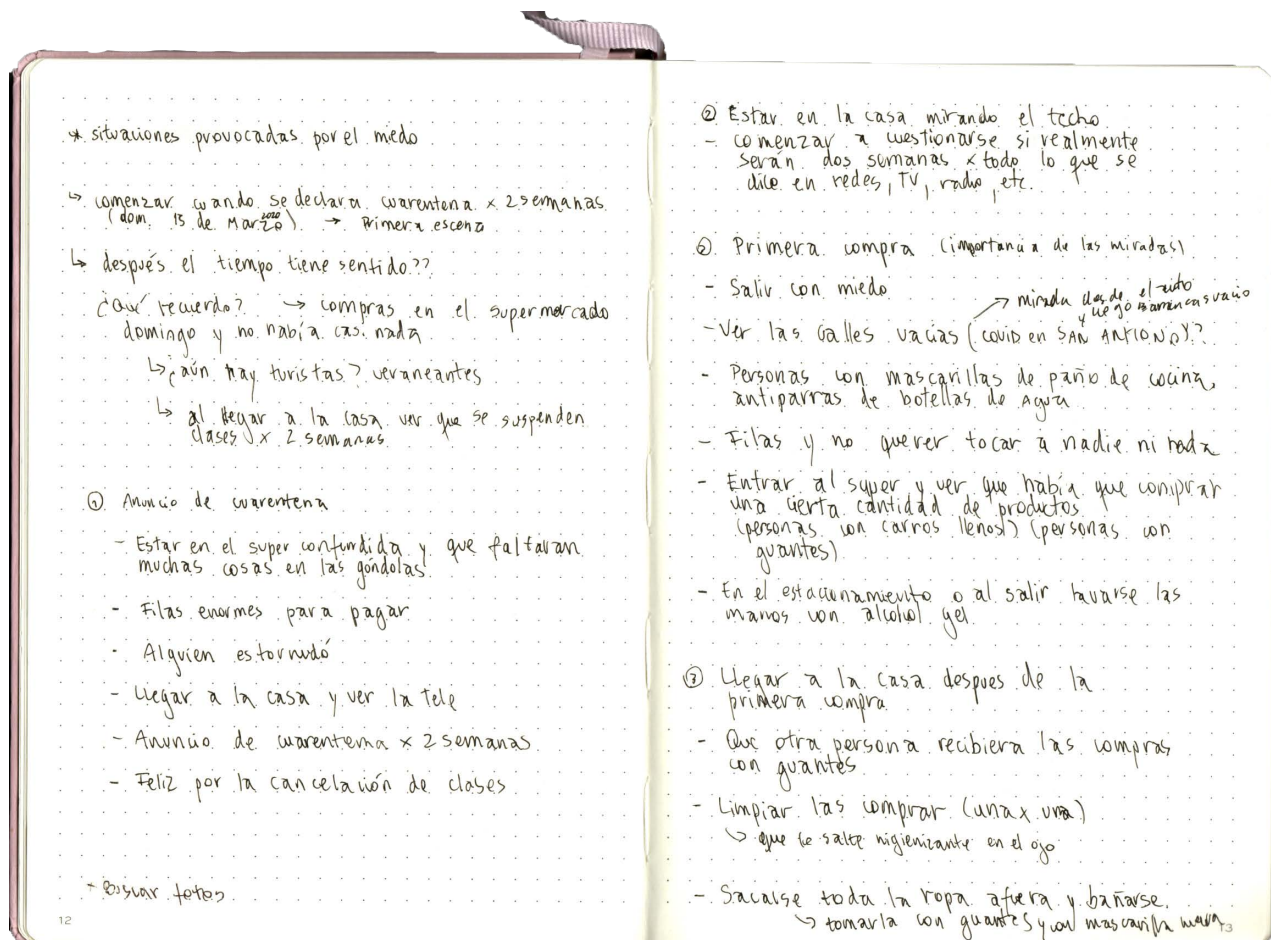 * situaciones provocadas por el miedo
↳ comenzar cuando se declara cuarentena x 2 semanas
(dom. 15 de Marzo 2020) → Primera escena
↳ después el tiempo tiene sentido??
¿Qué recuerdo? → compras en el supermercado
domingo y no había casi nada
↳ ¿aún hay turistas? veraneantes
↳ al llegar a la casa ver que se suspenden
clases x 2 semanas
① Anuncio de cuarentena
- Estar en el super confundida y que faltaran
muchas cosas en las góndolas
- Filas enormes para pagar
- Alguien estornudó
- Llegar a la casa y ver la tele
- Anuncio de cuarentena x 2 semanas
- Feliz por la cancelación de clases
* Buscar fotos
12
② Estar en la casa mirando el techo
- comenzar a cuestionarse si realmente
serán dos semanas x todo lo que se
dice en redes, TV, radio, etc.
② Primera compra (importancia de las miradas)
- Salir con miedo
→ mirada desde el auto
y luego barrancas vacio
- Ver las calles vacias (COVID en SAN ANTONIO)??
- Personas con mascarillas de paño de cocina,
antiparras de botellas de Agua
- Filas y no querer tocar a nadie ni nada
- Entrar al super y ver que había que comprar
una cierta cantidad de productos
(personas con carros llenos) (personas con
guantes)
- En el estacionamiento o al salir lavarse las
manos con alcohol gel
③ Llegar a la casa despues de la
primera compra
- Que otra persona recibiera las compras
con guantes
- Limpiar las comprar (una x una)
↳ que le salte higienizante en el ojo
- Sacarse toda la ropa afuera y bañarse.
↳ tomarla con guantes y con mascarilla
13